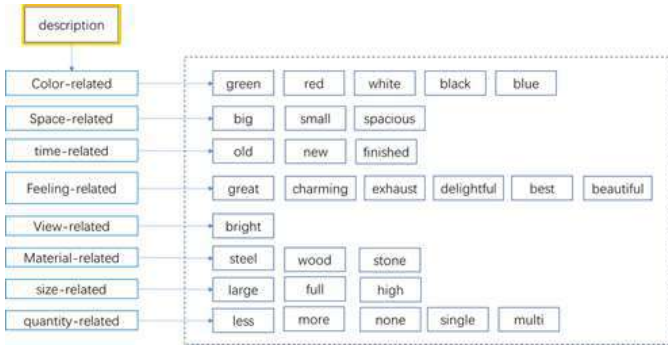 description
Color-related green red white black blue
Space-related big small spacious
time-related old new finished
Feeling-related great charming exhaust delightful best beautiful
View-related bright
Material-related steel wood stone
size-related large full high
quantity-related less more none single multi